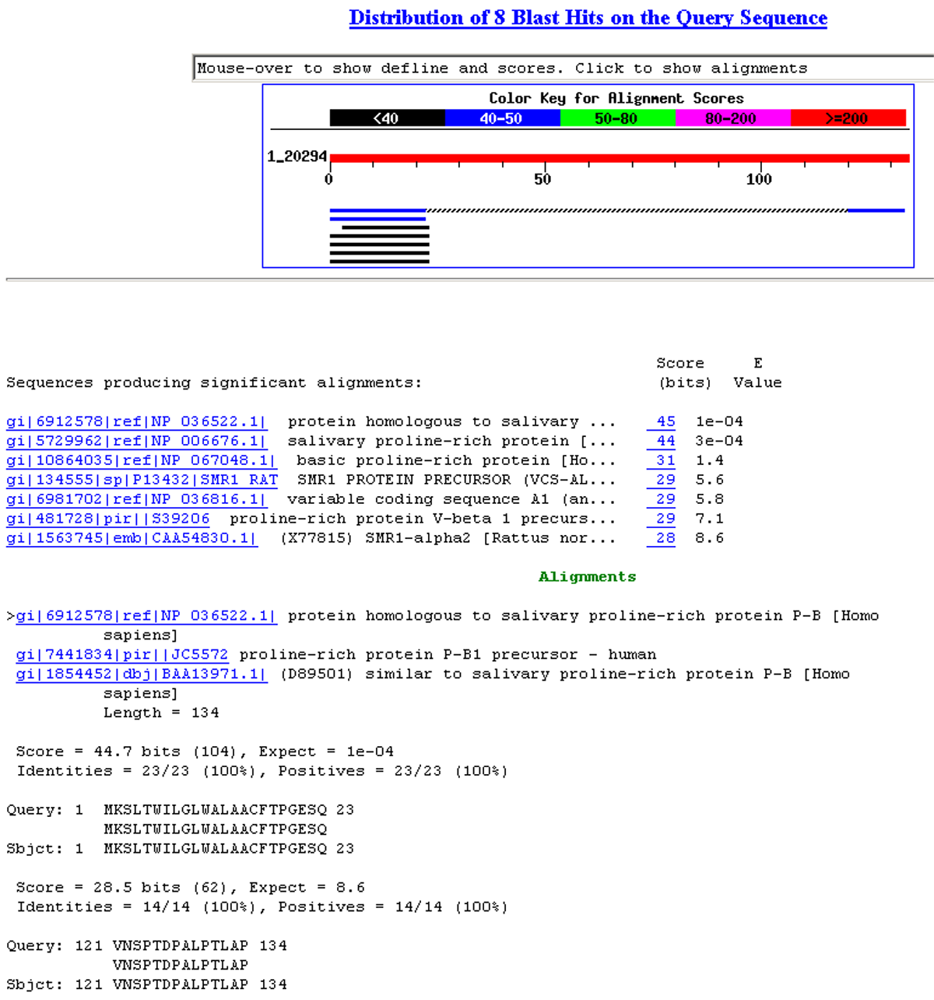 Distribution of 8 Blast Hits on the Query Sequence
Mouse-over to show defline and scores. Click to show alignments
Color Key for Alignment Scores
<40 40-50 50-80 80-200 >=200
1_20294
0 50 100
Score E
Sequences producing significant alignments: (bits) Value
gi|6912578|ref|NP 036522.1| protein homologous to salivary ... 45 1e-04
gi|5729962|ref|NP 006676.1| salivary proline-rich protein [... 44 3e-04
gi|10864035|ref|NP 067048.1| basic proline-rich protein [Ho... 31 1.4
gi|134555|sp|P13432|SMR1 RAT SMR1 PROTEIN PRECURSOR (VCS-AL... 29 5.6
gi|6981702|ref|NP 036816.1| variable coding sequence A1 (an... 29 5.8
gi|481728|pir||S39206 proline-rich protein V-beta 1 precurs... 29 7.1
gi|1563745|emb|CAA54830.1| (X77815) SMR1-alpha2 [Rattus nor... 28 8.6
Alignments
>gi|6912578|ref|NP 036522.1| protein homologous to salivary proline-rich protein P-B [Homo
sapiens]
gi|7441834|pir||JC5572 proline-rich protein P-B1 precursor - human
gi|1854452|dbj|BAA13971.1| (D89501) similar to salivary proline-rich protein P-B [Homo
sapiens]
Length = 134
Score = 44.7 bits (104), Expect = 1e-04
Identities = 23/23 (100%), Positives = 23/23 (100%)
Query: 1 MKSLTWILGLWALAACFTPGESQ 23
MKSLTWILGLWALAACFTPGESQ
Sbjct: 1 MKSLTWILGLWALAACFTPGESQ 23
Score = 28.5 bits (62), Expect = 8.6
Identities = 14/14 (100%), Positives = 14/14 (100%)
Query: 121 VNSPTDPALPTLAP 134
VNSPTDPALPTLAP
Sbjct: 121 VNSPTDPALPTLAP 134